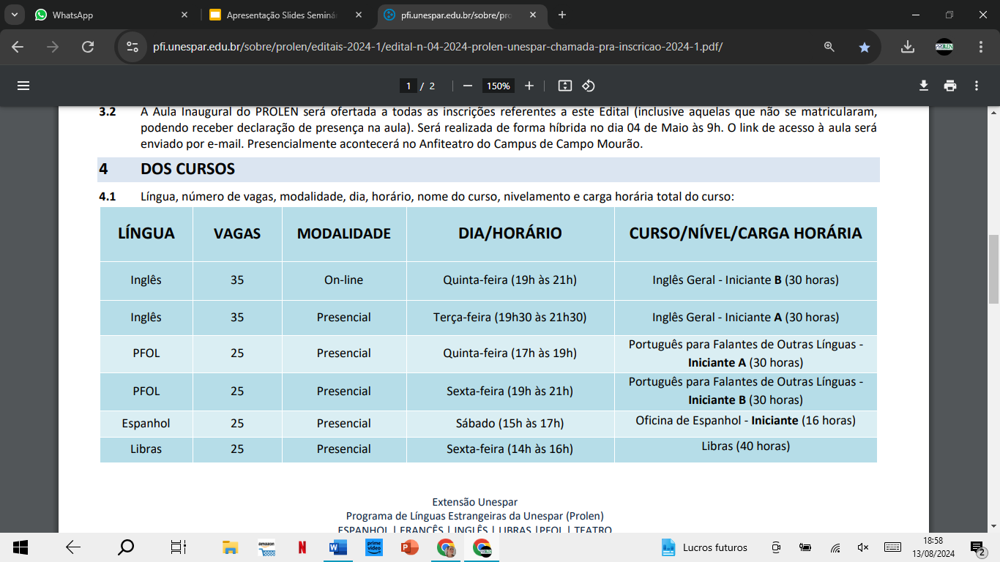 WhatsApp
Apresentação Slides Seminár
pfi.unespar.edu.br/sobre/pro
pfi.unespar.edu.br/sobre/prolen/editais-2024-1/edital-n-04-2024-prolen-unespar-chamada-pra-inscricao-2024-1.pdf/
PROLEN
1 / 2
150%
3.2 A Aula Inaugural do PROLEN será ofertada a todas as inscrições referentes a este Edital (inclusive aquelas que não se matricularam,
podendo receber declaração de presença na aula). Será realizada de forma híbrida no dia 04 de Maio às 9h. O link de acesso à aula será
enviado por e-mail. Presencialmente acontecerá no Anfiteatro do Campus de Campo Mourão.
4 DOS CURSOS
4.1 Língua, número de vagas, modalidade, dia, horário, nome do curso, nivelamento e carga horária total do curso:
LÍNGUA VAGAS MODALIDADE DIA/HORÁRIO CURSO/NÍVEL/CARGA HORÁRIA
Inglês 35 On-line Quinta-feira (19h às 21h) Inglês Geral - Iniciante B (30 horas)
Inglês 35 Presencial Terça-feira (19h30 às 21h30) Inglês Geral - Iniciante A (30 horas)
PFOL 25 Presencial Quinta-feira (17h às 19h) Português para Falantes de Outras Línguas -
Iniciante A (30 horas)
PFOL 25 Presencial Sexta-feira (19h às 21h) Português para Falantes de Outras Línguas -
Iniciante B (30 horas)
Espanhol 25 Presencial Sábado (15h às 17h) Oficina de Espanhol - Iniciante (16 horas)
Libras 25 Presencial Sexta-feira (14h às 16h) Libras (40 horas)
Extensão Unespar
Programa de Línguas Estrangeiras da Unespar (Prolen)
ESPANHOL | FRANCÊS | INGLÊS | LIBRAS |PFOL | TEATRO
amazon
prime video
Lucros futuros
18:58
13/08/2024
2